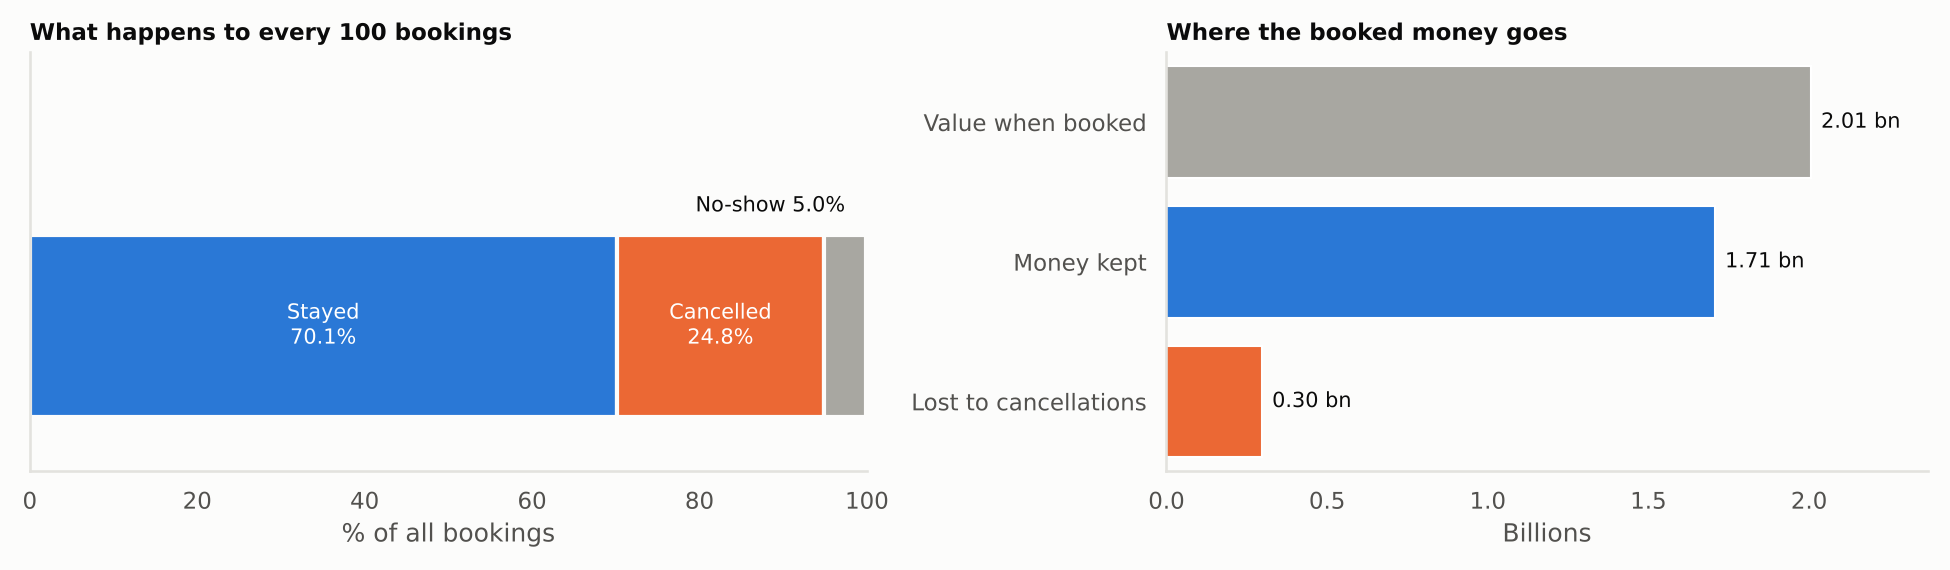 What happens to every 100 bookings
No-show 5.0%
Stayed
70.1%
Cancelled
24.8%
0 20 40 60 80 100
% of all bookings
Where the booked money goes
Value when booked
2.01 bn
Money kept
1.71 bn
Lost to cancellations
0.30 bn
0.0 0.5 1.0 1.5 2.0
Billions